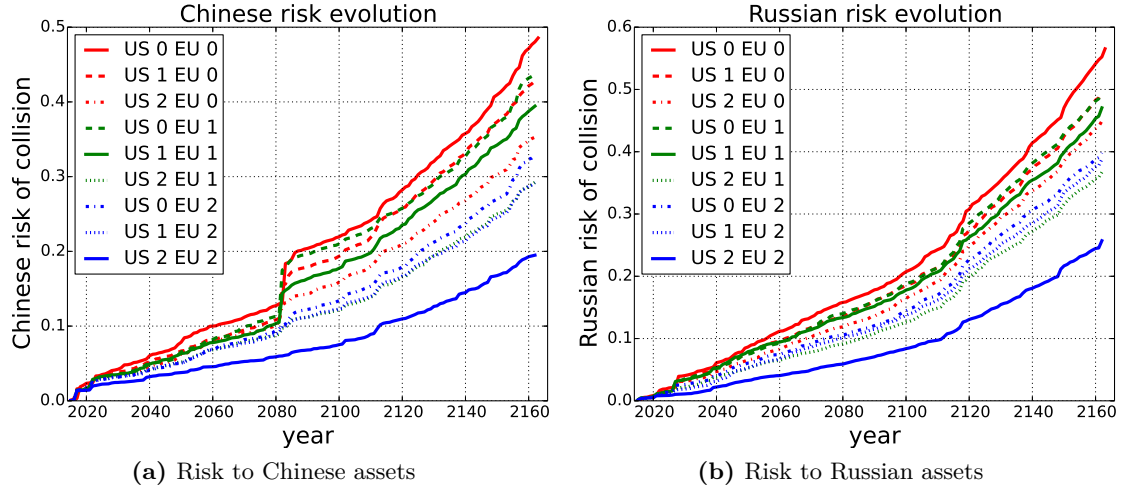 Chinese risk evolution
0.5
0.4
0.3
0.2
0.1
0.0
Chinese risk of collision
US 0 EU 0
US 1 EU 0
US 2 EU 0
US 0 EU 1
US 1 EU 1
US 2 EU 1
US 0 EU 2
US 1 EU 2
US 2 EU 2
2020 2040 2060 2080 2100 2120 2140 2160
year
(a) Risk to Chinese assets
Russian risk evolution
0.6
0.5
0.4
0.3
0.2
0.1
0.0
Russian risk of collision
US 0 EU 0
US 1 EU 0
US 2 EU 0
US 0 EU 1
US 1 EU 1
US 2 EU 1
US 0 EU 2
US 1 EU 2
US 2 EU 2
2020 2040 2060 2080 2100 2120 2140 2160
year
(b) Risk to Russian assets